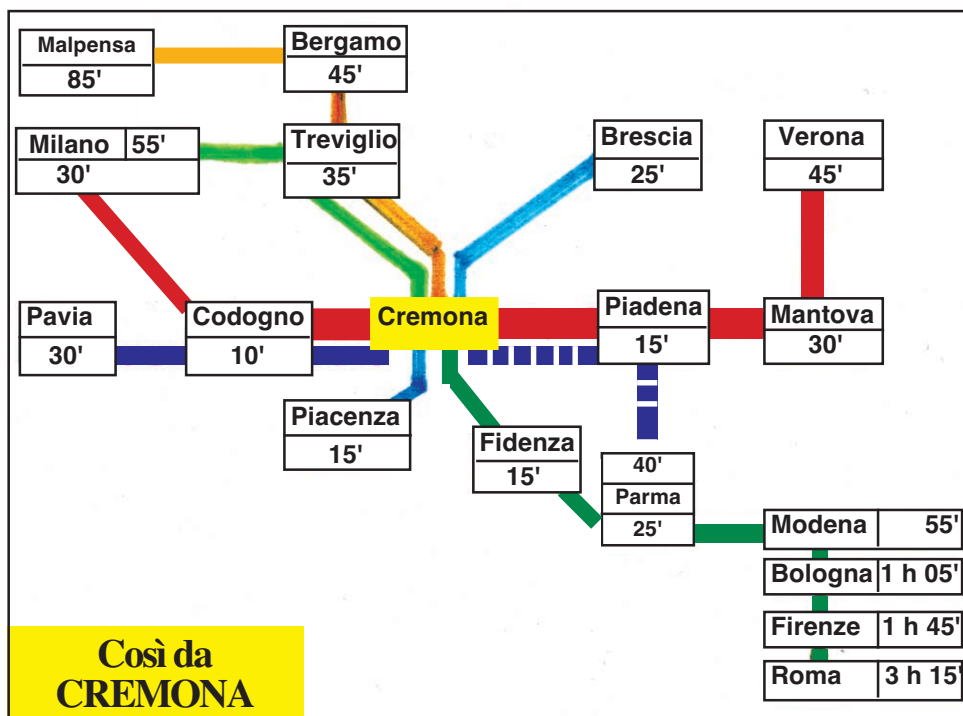 Malpensa
85'
Bergamo
45'
Milano 55'
30'
Treviglio
35'
Brescia
25'
Verona
45'
Pavia
30'
Codogno
10'
Cremona
Piadena
15'
Mantova
30'
Piacenza
15'
Fidenza
15'
40'
Parma
25'
Modena 55'
Bologna 1 h 05'
Firenze 1 h 45'
Roma 3 h 15'
Così da
CREMONA